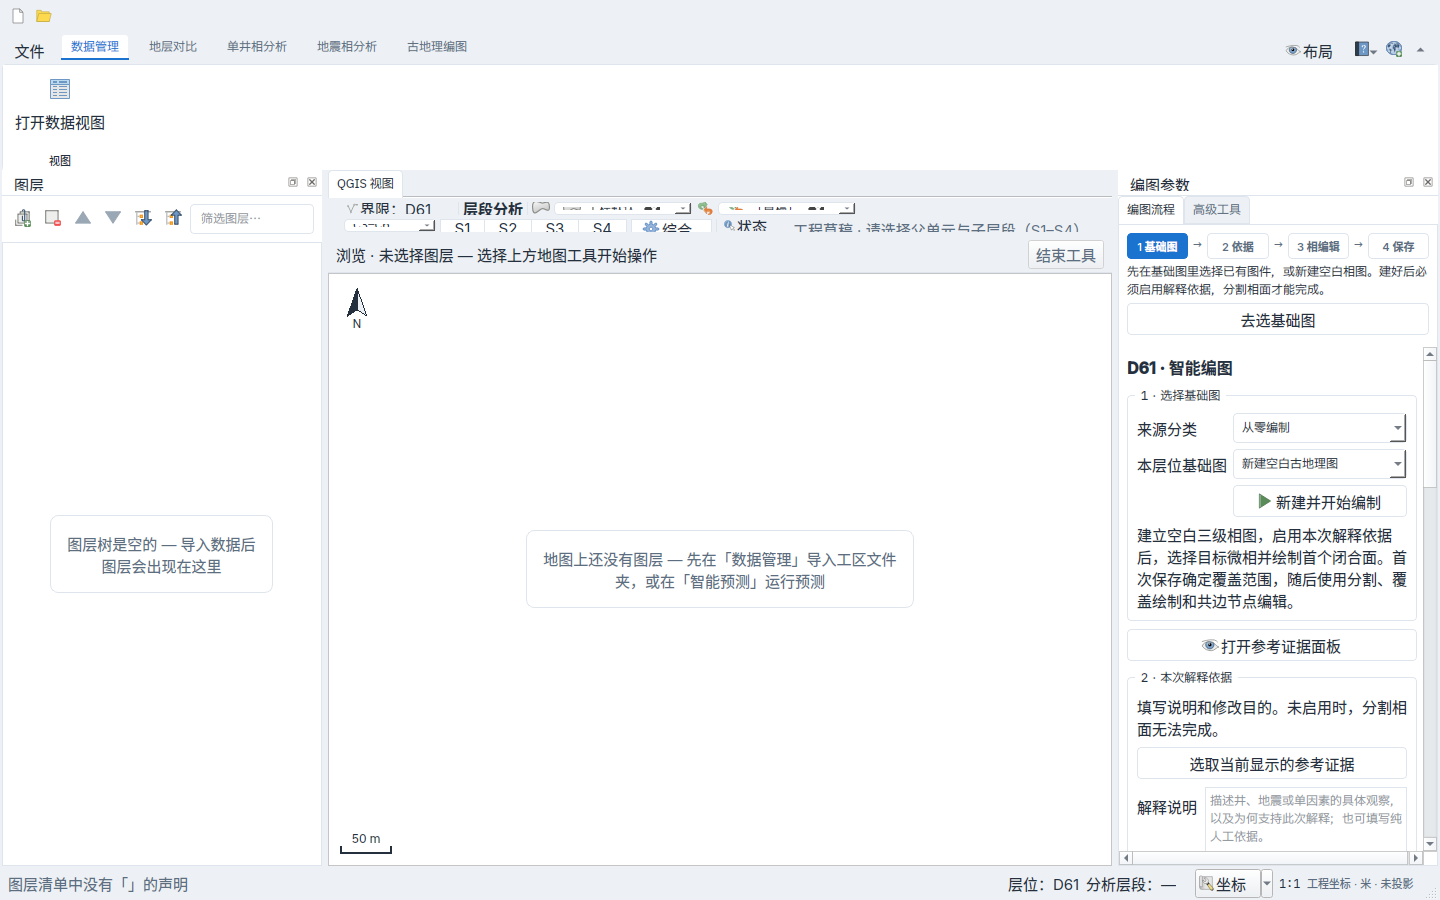 文件
数据管理
地层对比
单井相分析
地震相分析
古地理编图
布局
打开数据视图
视图
图层
筛选图层…
图层树是空的 — 导入数据后
图层会出现在这里
QGIS 视图
界限：D61
层段分析
S1
S2
S3
S4
综合
状态
工程草稿 · 请选择父单元与子层段（S1–S4）
浏览 · 未选择图层 — 选择上方地图工具开始操作
结束工具
N
地图上还没有图层 — 先在「数据管理」导入工区文件
夹，或在「智能预测」运行预测
50 m
编图参数
编图流程
高级工具
1 基础图
→
2 依据
→
3 相编辑
→
4 保存
先在基础图里选择已有图件，或新建空白相图。建好后必
须启用解释依据，分割相面才能完成。
去选基础图
D61 · 智能编图
1 · 选择基础图
来源分类
从零编制
本层位基础图
新建空白古地理图
新建并开始编制
建立空白三级相图，启用本次解释依据
后，选择目标微相并绘制首个闭合面。首
次保存确定覆盖范围，随后使用分割、覆
盖绘制和共边节点编辑。
打开参考证据面板
2 · 本次解释依据
填写说明和修改目的。未启用时，分割相
面无法完成。
选取当前显示的参考证据
解释说明
描述井、地震或单因素的具体观察，
以及为何支持此次解释；也可填写纯
人工依据。
图层清单中没有「」的声明
层位：D61
分析层段：—
坐标
1:1
工程坐标 · 米 · 未投影